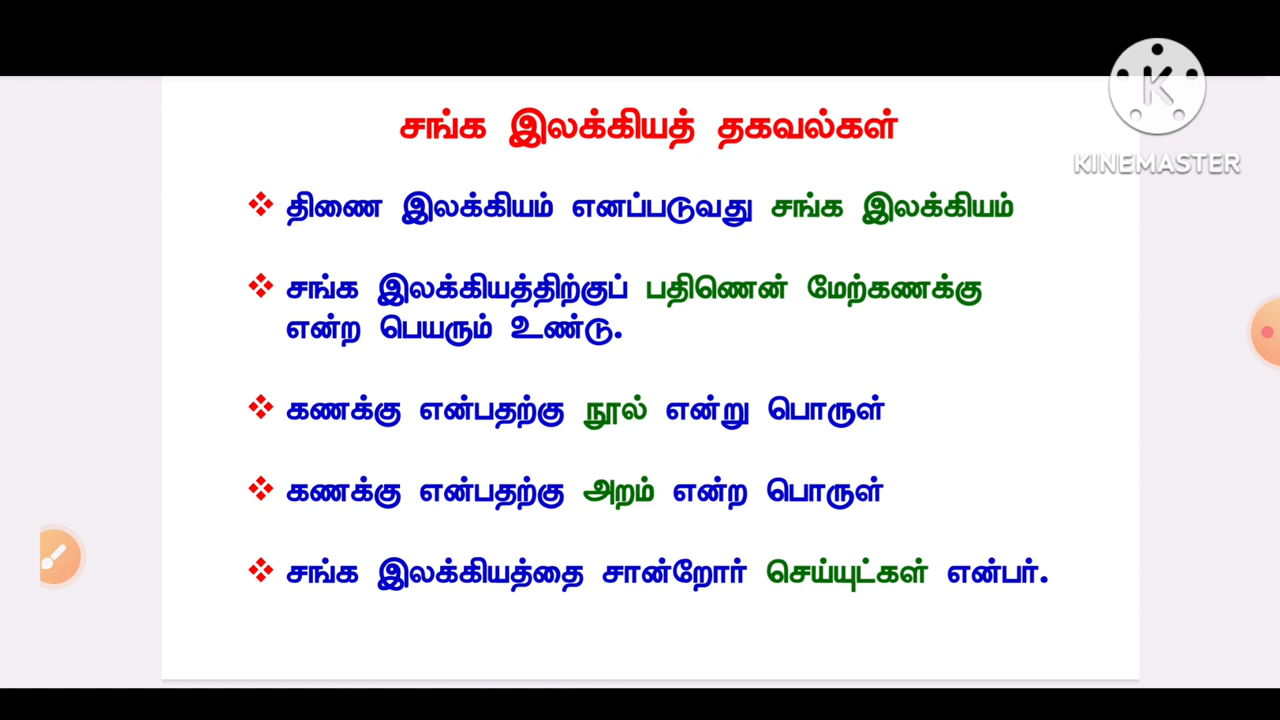 சங்க இலக்கியத் தகவல்கள்
KINEMASTER
❖ திணை இலக்கியம் எனப்படுவது சங்க இலக்கியம்
❖ சங்க இலக்கியத்திற்குப் பதிணென் மேற்கணக்கு
என்ற பெயரும் உண்டு.
❖ கணக்கு என்பதற்கு நூல் என்று பொருள்
❖ கணக்கு என்பதற்கு அறம் என்ற பொருள்
❖ சங்க இலக்கியத்தை சான்றோர் செய்யுட்கள் என்பர்.